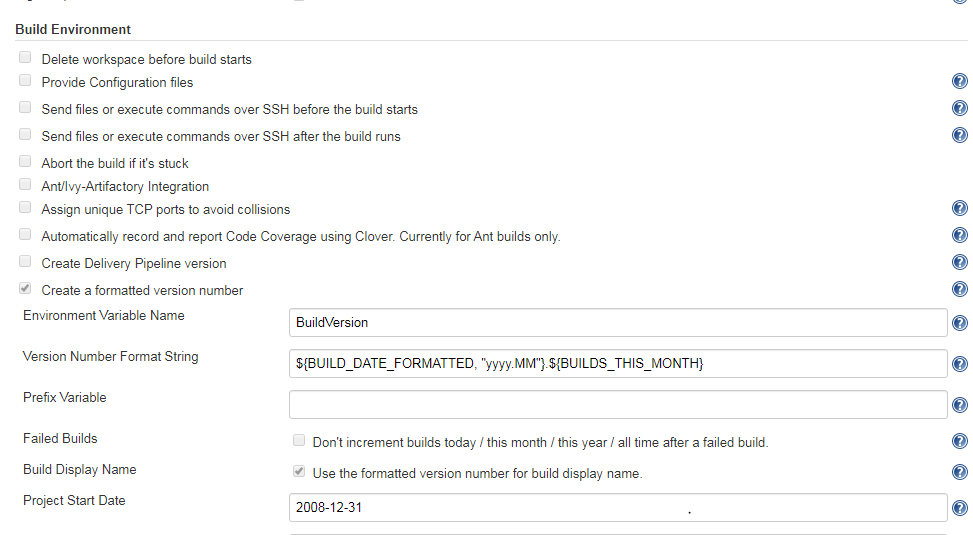 Build Environment
Delete workspace before build starts
Provide Configuration files
Send files or execute commands over SSH before the build starts
Send files or execute commands over SSH after the build runs
Abort the build if it's stuck
Ant/Ivy-Artifactory Integration
Assign unique TCP ports to avoid collisions
Automatically record and report Code Coverage using Clover. Currently for Ant builds only.
Create Delivery Pipeline version
Create a formatted version number
Environment Variable Name
BuildVersion
Version Number Format String
${BUILD_DATE_FORMATTED, "yyyy.MM"}.${BUILDS_THIS_MONTH}
Prefix Variable
Failed Builds
Don't increment builds today / this month / this year / all time after a failed build.
Build Display Name
Use the formatted version number for build display name.
Project Start Date
2008-12-31